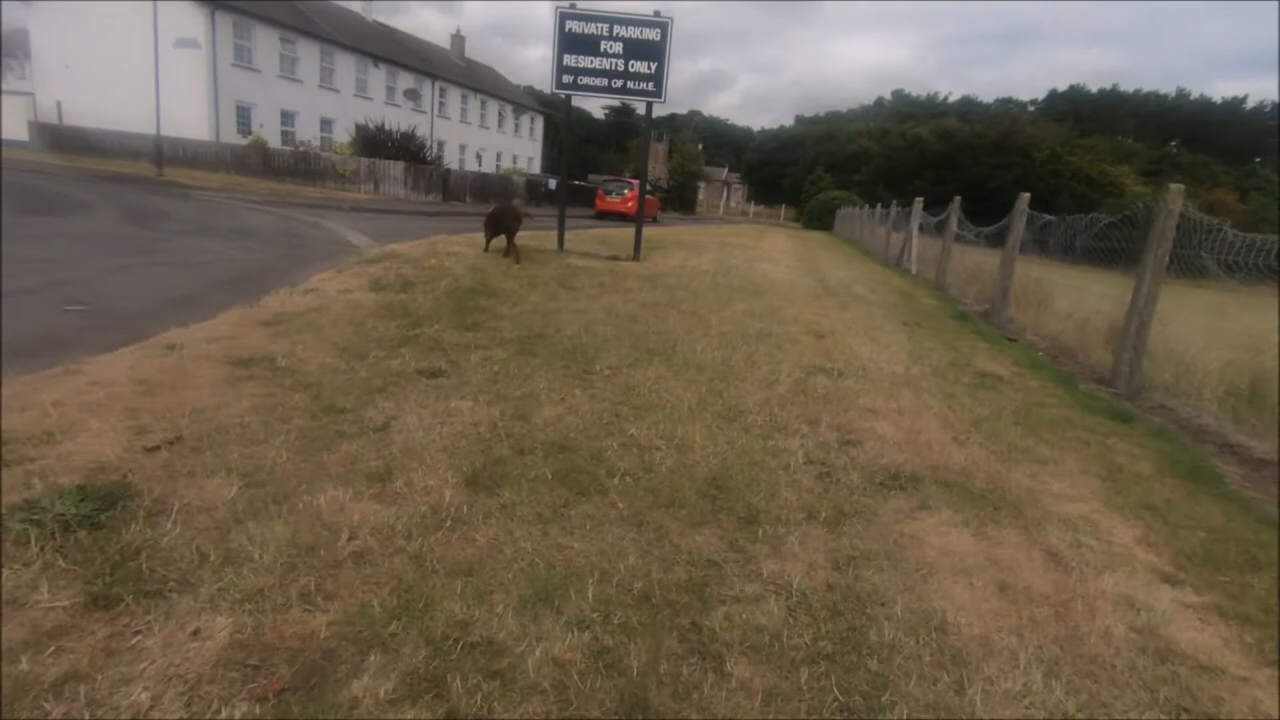 PRIVATE PARKING
FOR
RESIDENTS ONLY
BY ORDER OF N.I.H.E.